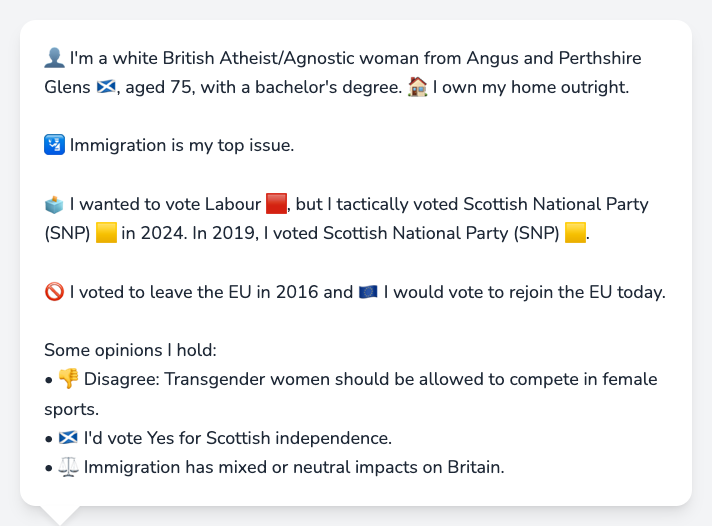 👤 I'm a white British Atheist/Agnostic woman from Angus and Perthshire
Glens 🏴󠁧󠁢󠁳󠁣󠁴󠁿, aged 75, with a bachelor's degree. 🏠 I own my home outright.
🛂 Immigration is my top issue.
🗳️ I wanted to vote Labour 🟥, but I tactically voted Scottish National Party
(SNP) 🟨 in 2024. In 2019, I voted Scottish National Party (SNP) 🟨.
🚫 I voted to leave the EU in 2016 and 🇪🇺 I would vote to rejoin the EU today.
Some opinions I hold:
• 👎 Disagree: Transgender women should be allowed to compete in female
sports.
• 🏴󠁧󠁢󠁳󠁣󠁴󠁿 I'd vote Yes for Scottish independence.
• ⚖️ Immigration has mixed or neutral impacts on Britain.